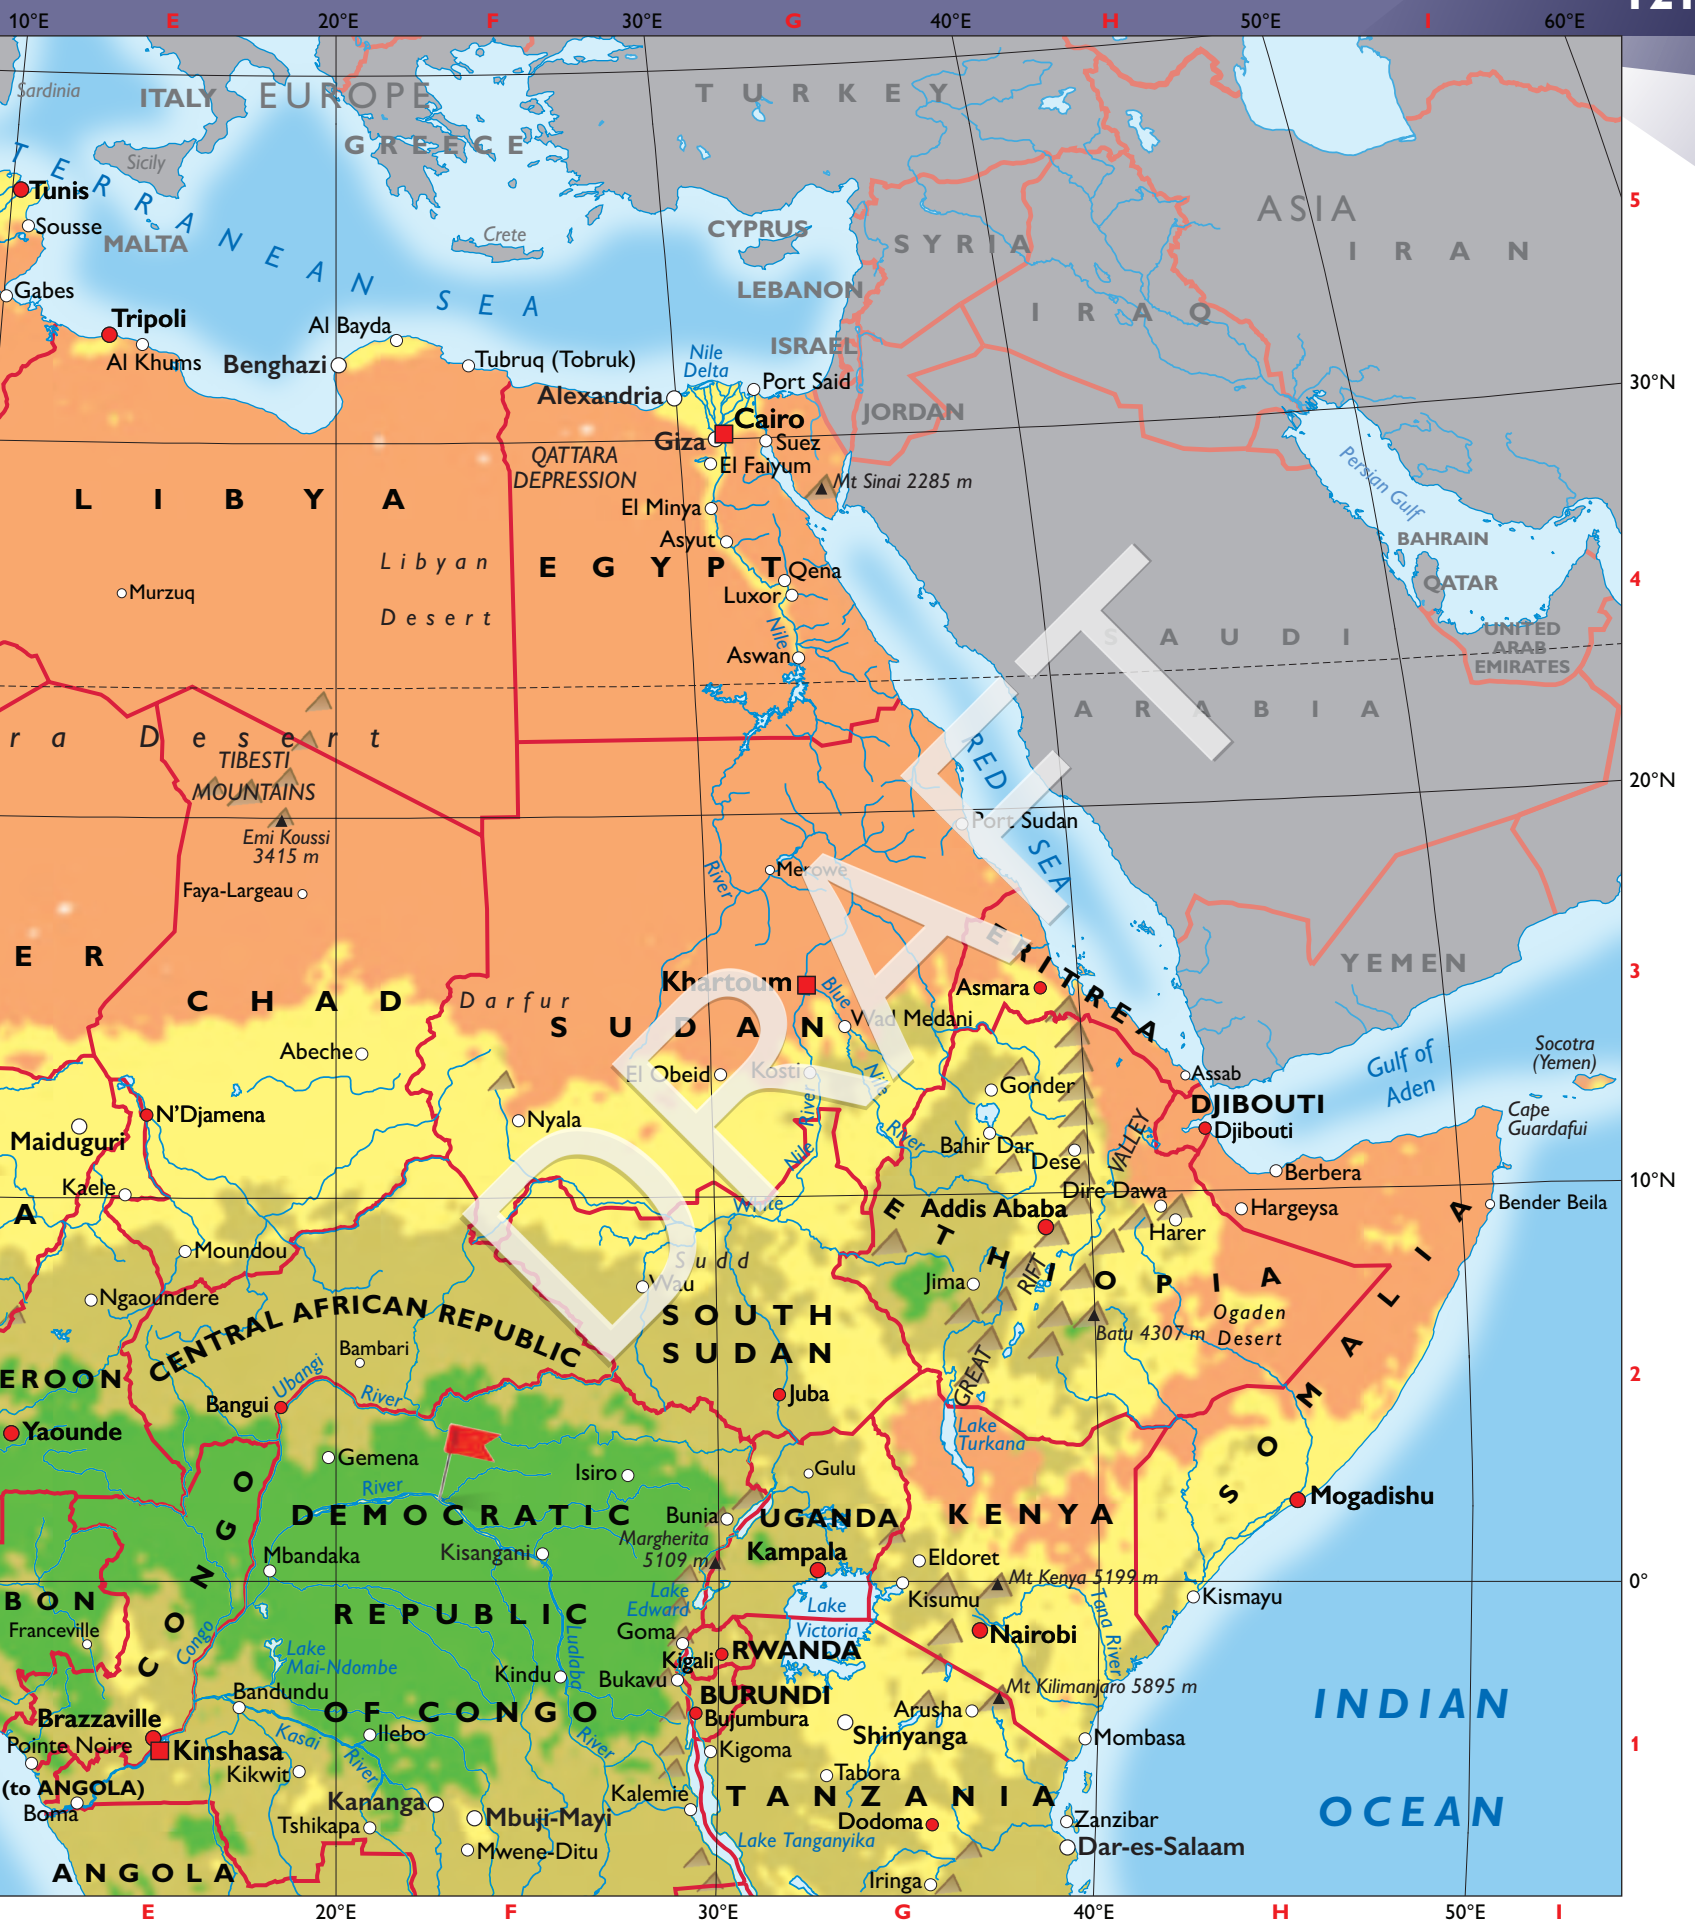 121
10°E
E
20°E
F
30°E
G
40°E
H
50°E
I
60°E
Sardinia
ITALY
EUROPE
TURKEY
GREECE
TERRANEAN SEA
Sicily
Tunis
Sousse
MALTA
Crete
CYPRUS
SYRIA
ASIA
IRAN
5
Gabes
LEBANON
IRAQ
Tripoli
Al Khums
Al Bayda
Benghazi
Tubruq (Tobruk)
Nile
Delta
ISRAEL
Port Said
Alexandria
30°N
JORDAN
Cairo
Giza
Suez
QATTARA
DEPRESSION
El Faiyum
Mt Sinai 2285 m
Persian Gulf
LIBYA
El Minya
Asyut
BAHRAIN
Libyan
Desert
EGYPT
Qena
Luxor
QATAR
4
Murzuq
Nile
Aswan
SAUDI
ARABIA
UNITED
ARAB
EMIRATES
ra Desert
TIBESTI
MOUNTAINS
Emi Koussi
3415 m
RED SEA
20°N
Port Sudan
River
Merowe
Faya-Largeau
ER
ERITREA
YEMEN
3
CHAD
Darfur
Khartoum
Blue
Nile
River
Asmara
SUDAN
Wad Medani
Abeche
El Obeid
Kosti
Gulf of
Aden
Socotra
(Yemen)
Assab
Gonder
N'Djamena
Nyala
River
Nile
White
DJIBOUTI
Djibouti
Cape
Guardafui
Maiduguri
Bahir Dar
Dese
GREAT RIFT VALLEY
Berbera
Kaele
10°N
A
Dire Dawa
Addis Ababa
Harer
Hargeysa
Bender Beila
Moundou
Sudd
ETHIOPIA
Ngaoundere
Wau
Jima
Ogaden
Desert
SOMALIA
CENTRAL AFRICAN REPUBLIC
SOUTH
SUDAN
Batu 4307 m
Bambari
EROON
Ubangi
River
Bangui
Juba
2
Yaounde
Lake
Turkana
Gemena
Isiro
Gulu
River
DEMOCRATIC
REPUBLIC
OF CONGO
Bunia
UGANDA
KENYA
Mogadishu
Margherita
5109 m
Mbandaka
Kisangani
Kampala
Eldoret
Mt Kenya 5199 m
0°
BON
CONGO
Congo
Lake
Edward
Lake
Victoria
Kisumu
Kismayu
Franceville
Goma
Nairobi
Tana River
Lualaba
River
Lake
Mai-Ndombe
Kigali
RWANDA
Kindu
Bukavu
Bandundu
BURUNDI
Bujumbura
Mt Kilimanjaro 5895 m
INDIAN
OCEAN
Arusha
Brazzaville
Kasai
River
Ilebo
Shinyanga
Mombasa
Pointe Noire
Kinshasa
Kigoma
1
Kikwit
Tabora
(to ANGOLA)
Boma
Kalemie
TANZANIA
Kananga
Mbuji-Mayi
Dodoma
Zanzibar
Tshikapa
Lake Tanganyika
Dar-es-Salaam
Mwene-Ditu
ANGOLA
Iringa
DRAFT
E
20°E
F
30°E
G
40°E
H
50°E
I